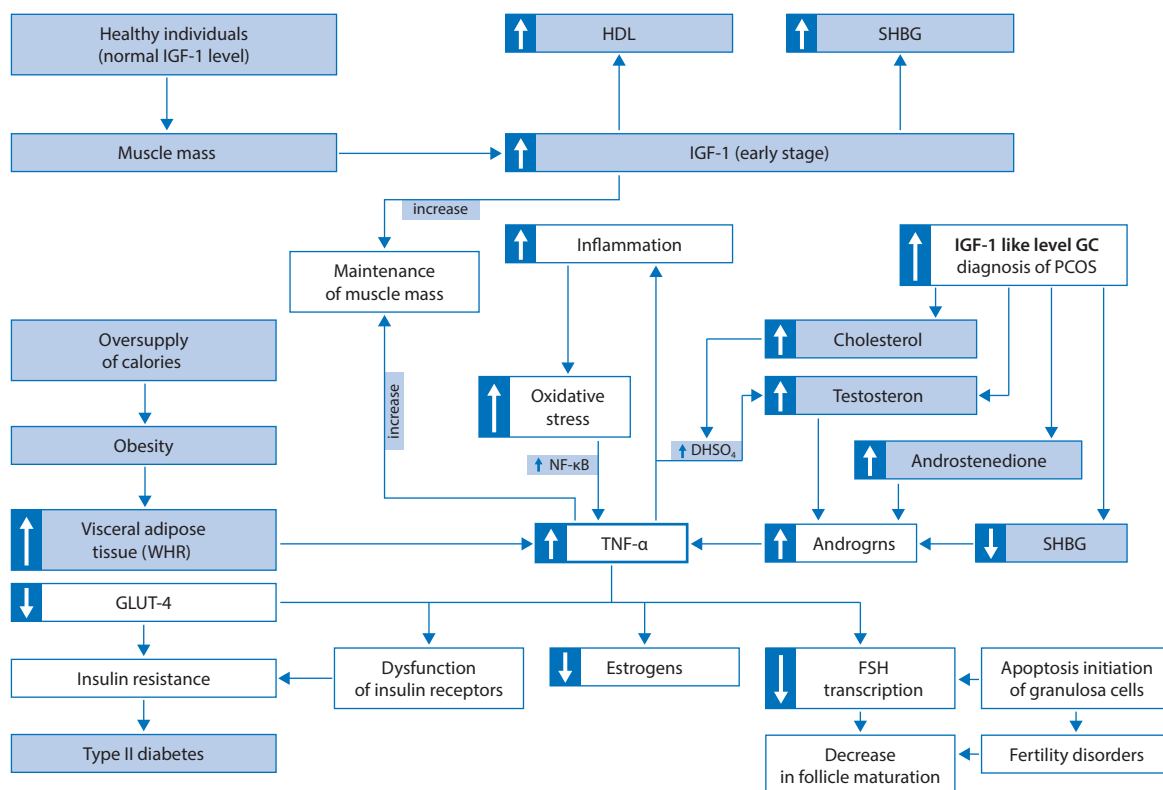 Healthy individuals
(normal IGF-1 level)
HDL
SHBG
Muscle mass
IGF-1 (early stage)
increase
Inflammation
IGF-1 like level GC
diagnosis of PCOS
Maintenance
of muscle mass
Oversupply
of calories
Cholesterol
increase
Oxidative
stress
Testosteron
Obesity
NF-κB
DHSO₄
Androstenedione
Visceral adipose
tissue (WHR)
TNF-α
Androgrns
SHBG
GLUT-4
Insulin resistance
Dysfunction
of insulin receptors
Estrogens
FSH
transcription
Apoptosis initiation
of granulosa cells
Type II diabetes
Decrease
in follicle maturation
Fertility disorders